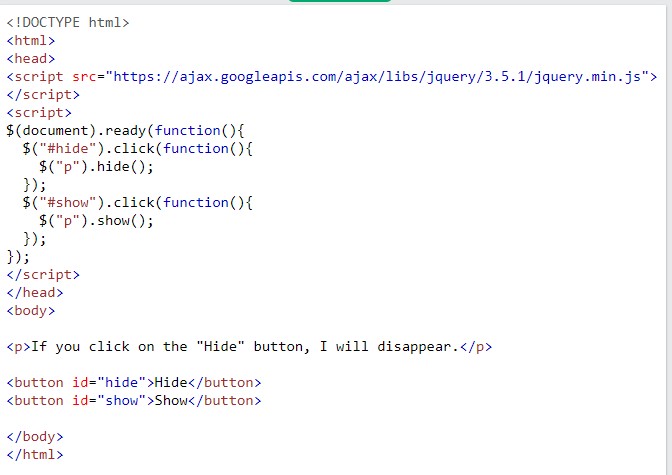 <!DOCTYPE html>
<html>
<head>
<script src="https://ajax.googleapis.com/ajax/libs/jquery/3.5.1/jquery.min.js">
</script>
<script>
$(document).ready(function(){
  $("#hide").click(function(){
    $("p").hide();
  });
  $("#show").click(function(){
    $("p").show();
  });
});
</script>
</head>
<body>

<p>If you click on the "Hide" button, I will disappear.</p>

<button id="hide">Hide</button>
<button id="show">Show</button>

</body>
</html>